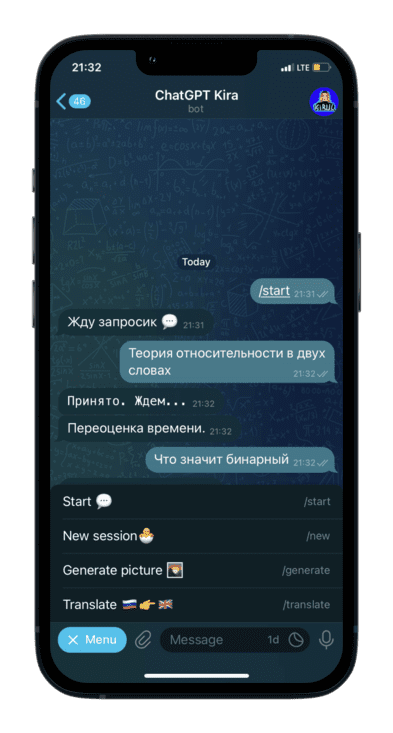 21:32
LTE
46
ChatGPT Kira
bot
Today
/start 21:31
Жду запросик 💬 21:31
Теория относительности в двух
словах
21:32
Принято. Ждем... 21:32
Переоценка времени. 21:32
Что значит бинарный 21:32
Start 💬 /start
New session🐣 /new
Generate picture /generate
Translate 🇷🇺👉🇬🇧 /translate
Menu Message 1d